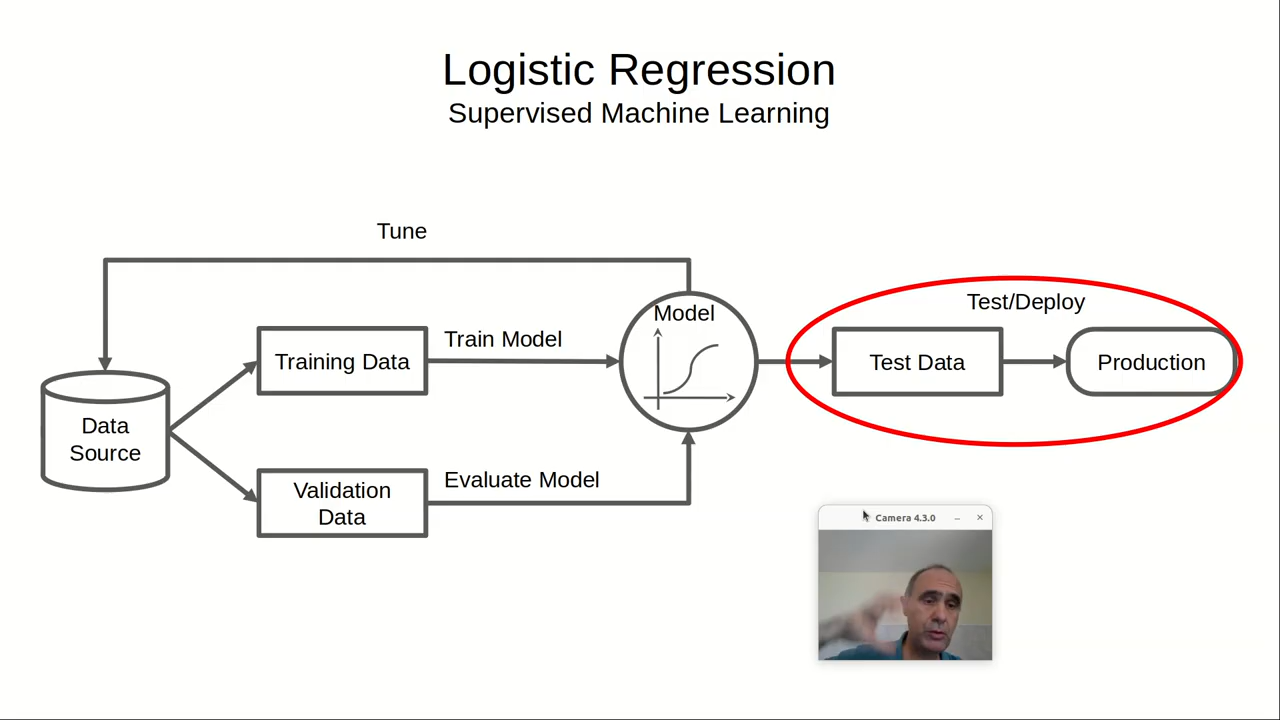 Logistic Regression
Supervised Machine Learning
Tune
Test/Deploy
Model
Train Model
Training Data
Test Data
Production
Data
Source
Evaluate Model
Validation
Data
Camera 4.3.0